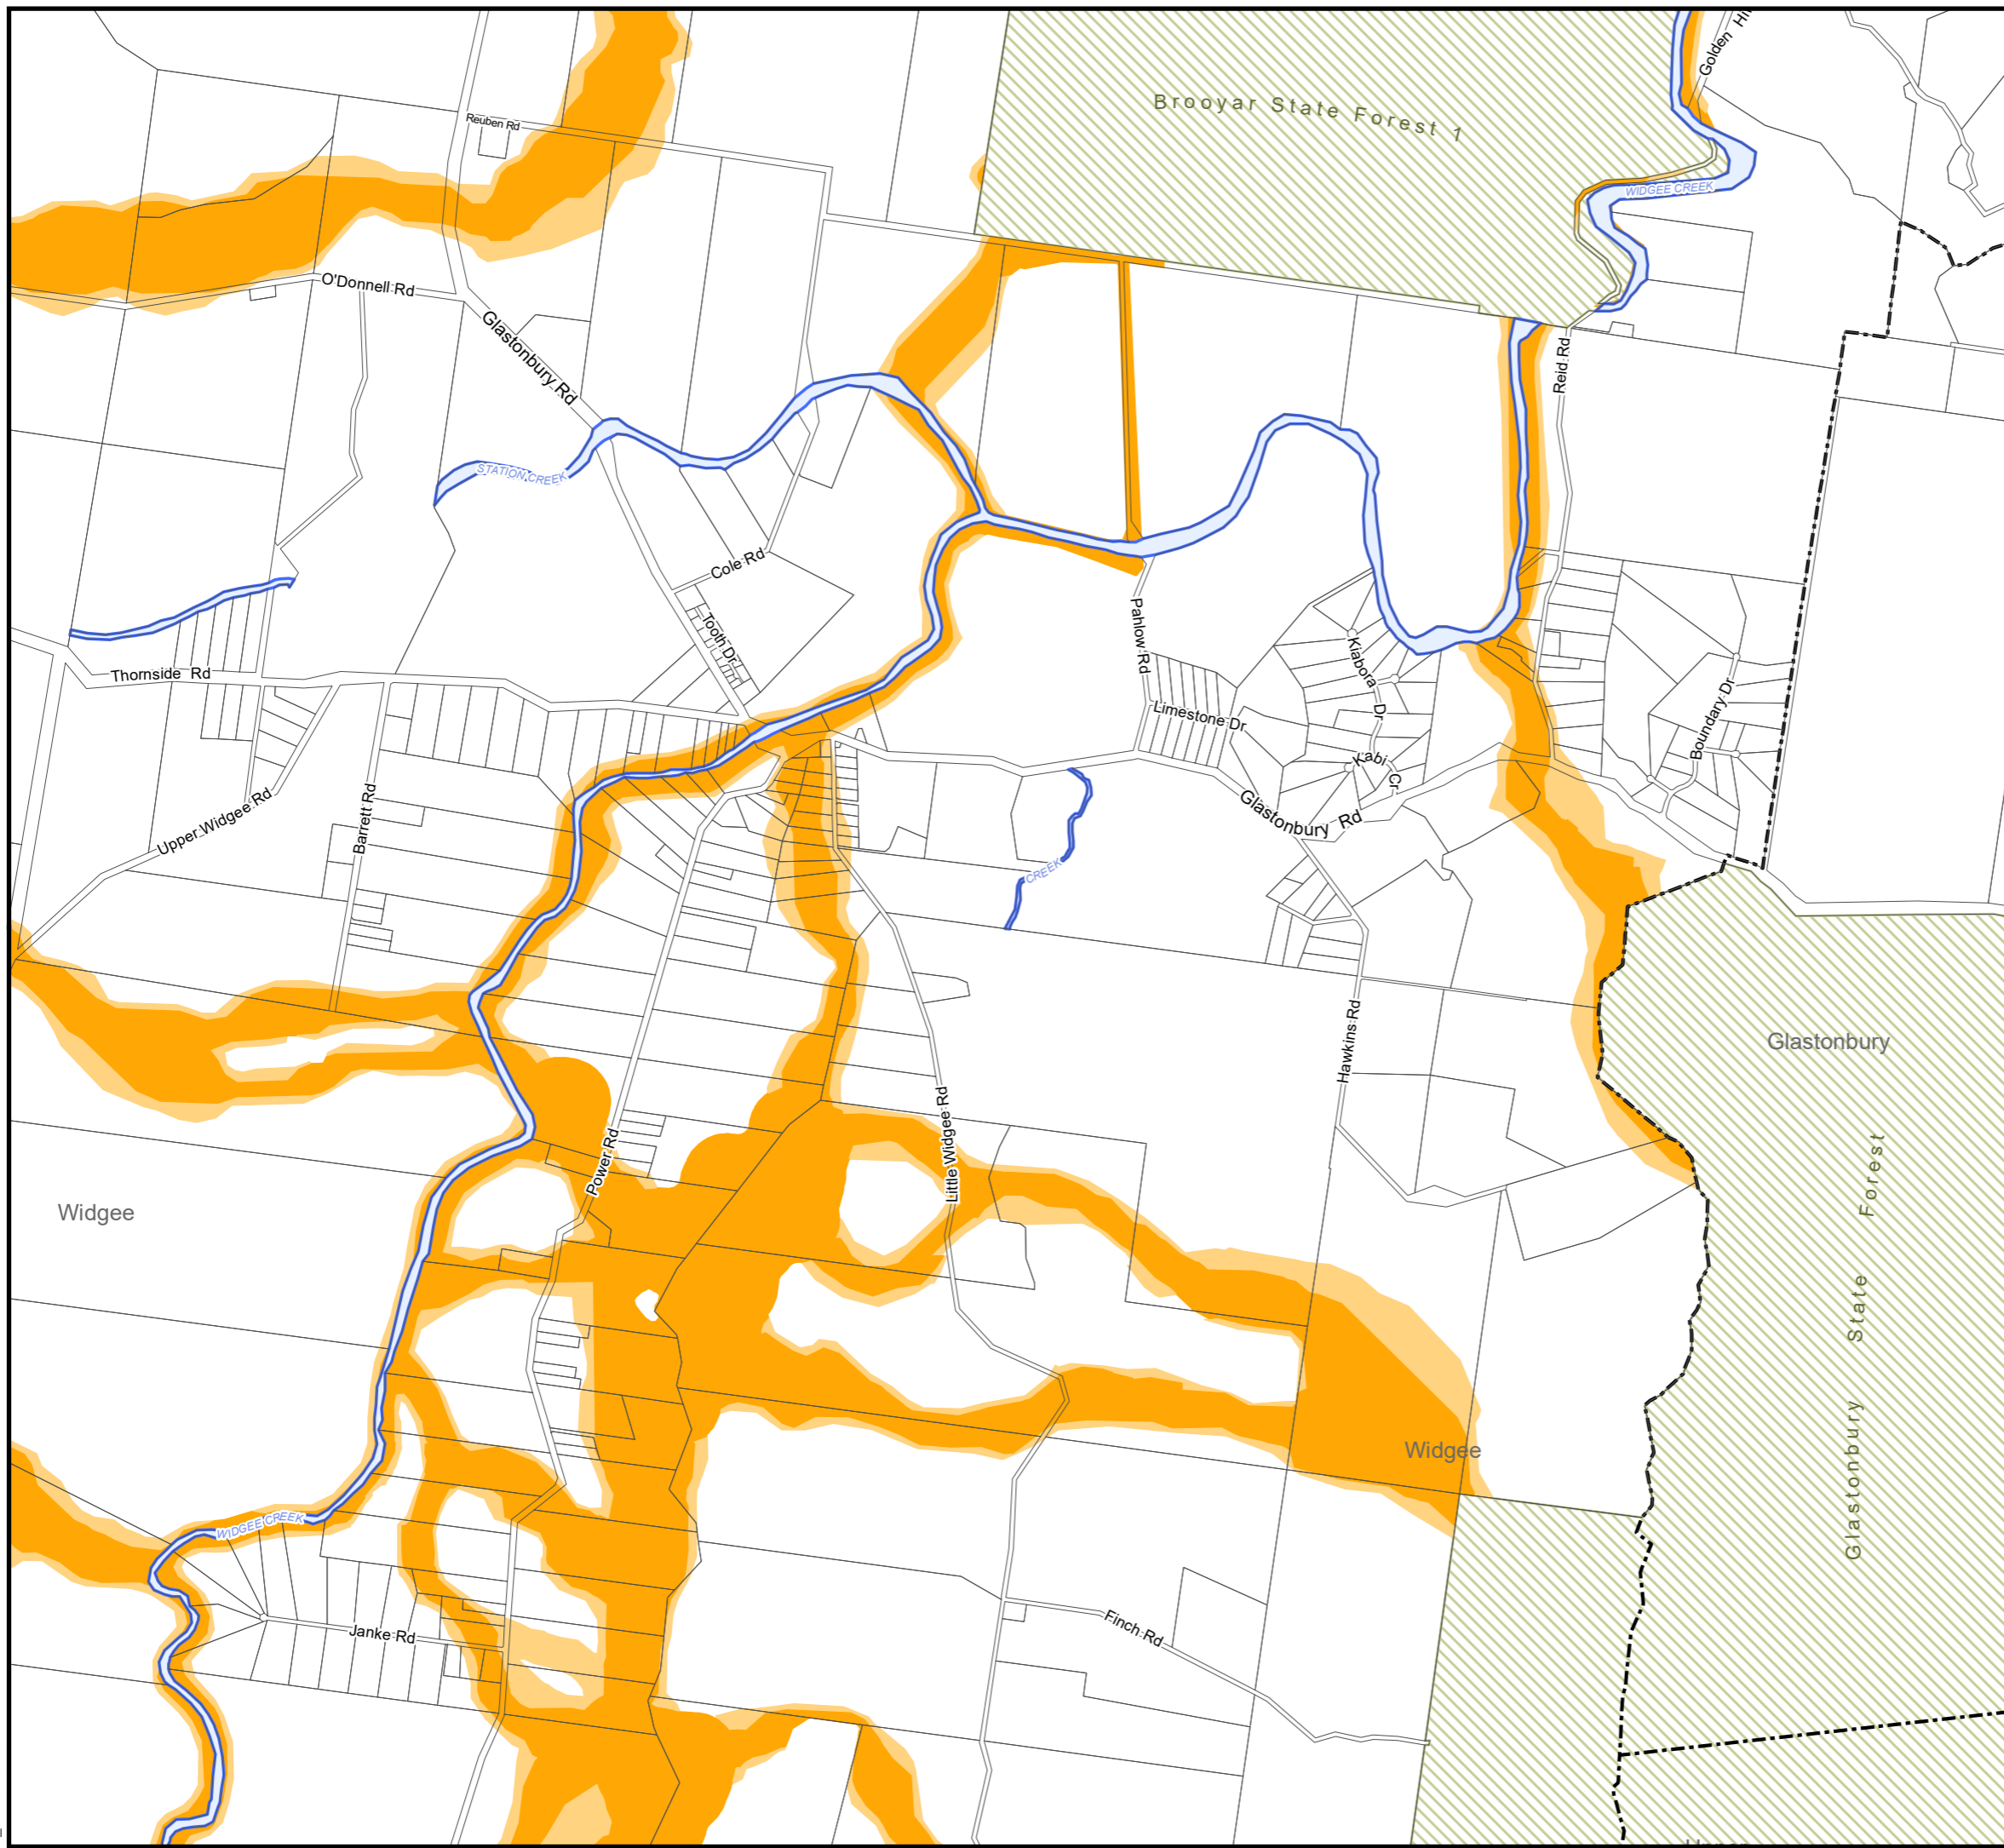 Golden
Brooyar State Forest 1
Reuben Rd
WIDGEE CREEK
O'Donnell Rd
Glastonbury Rd
Reid Rd
STATION CREEK
Cole Rd
Tooth Dr
Pahlow Rd
Kiabora Dr
Thornside Rd
Limestone Dr
Boundary Dr
Kabi Cr
Upper Widgee Rd
Barrett Rd
Glastonbury Rd
CREEK
Hawkins Rd
Glastonbury
Little Widgee Rd
Power Rd
Widgee
Glastonbury State Forest
Widgee
WIDGEE CREEK
Janke Rd
Finch Rd